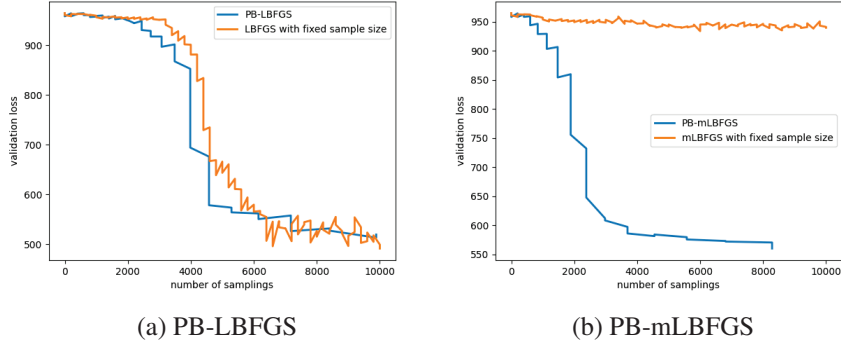 PB-LBFGS
LBFGS with fixed sample size
900
800
700
600
500
validation loss
0
2000
4000
6000
8000
10000
number of samplings
(a) PB-LBFGS
950
900
850
800
750
700
650
600
550
validation loss
PB-mLBFGS
mLBFGS with fixed sample size
0
2000
4000
6000
8000
10000
number of samplings
(b) PB-mLBFGS